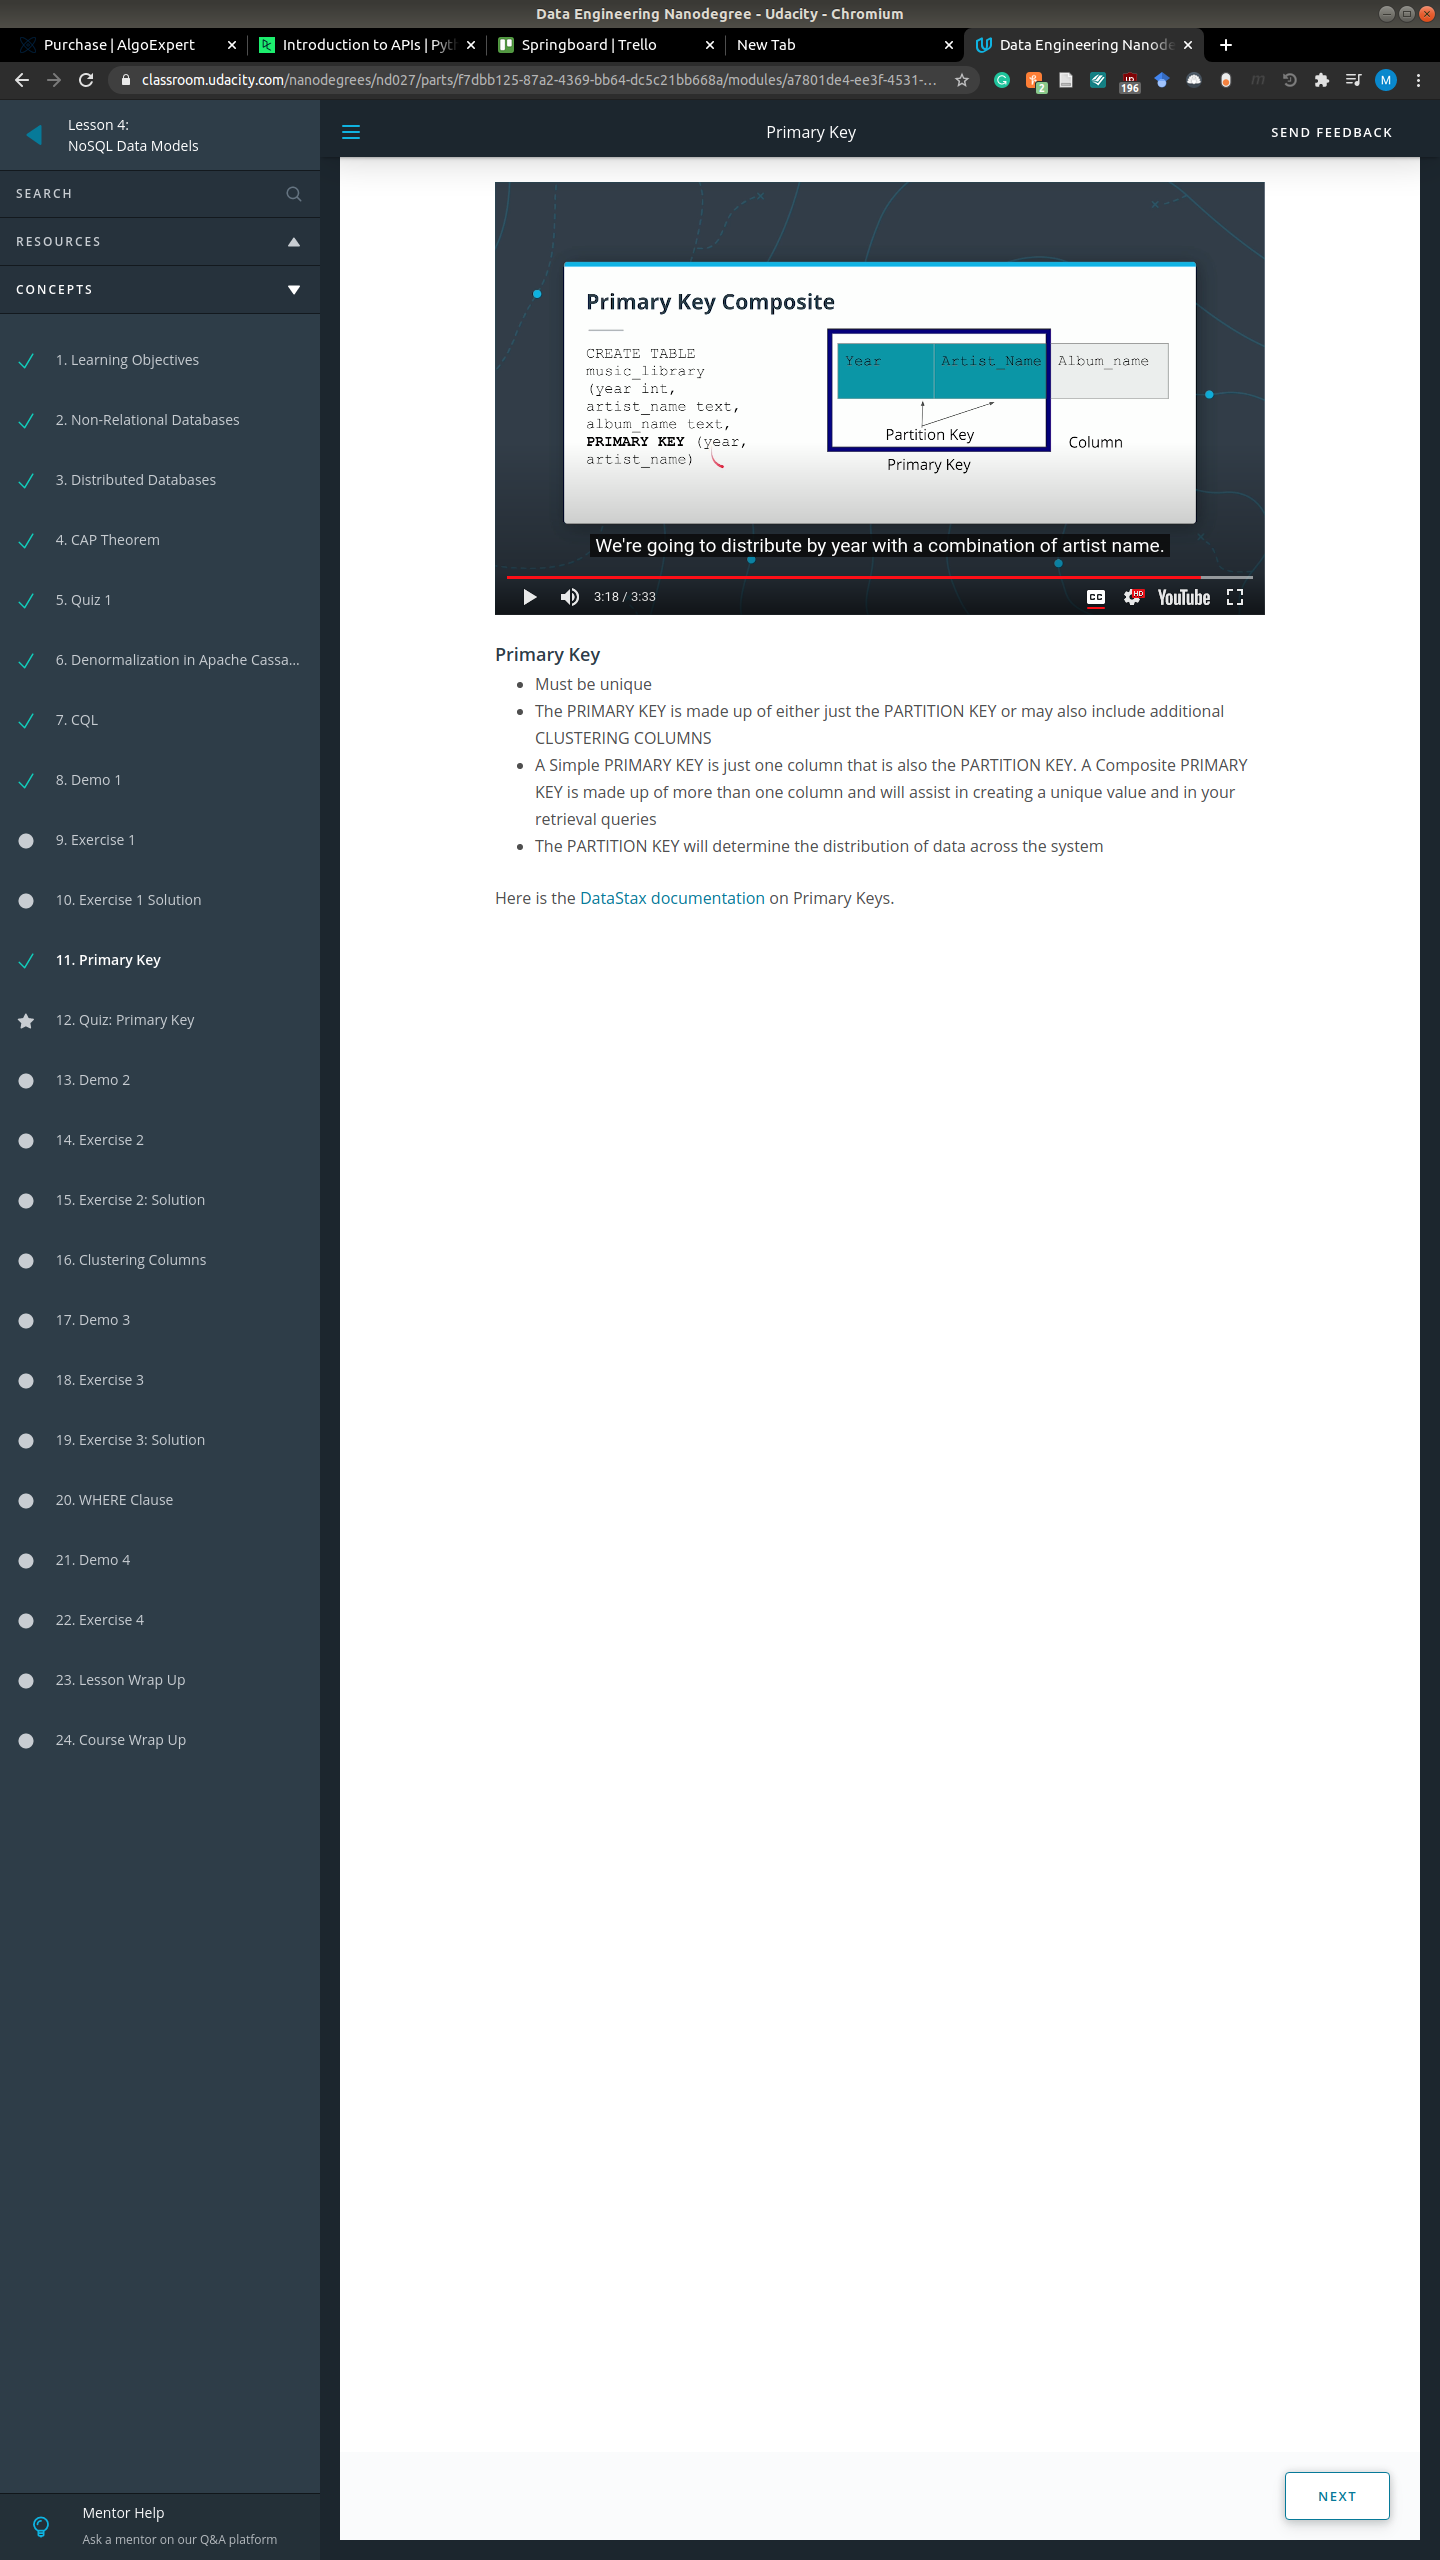 Data Engineering Nanodegree - Udacity - Chromium
Purchase | AlgoExpert
Introduction to APIs | Pyth
Springboard | Trello
New Tab
Data Engineering Nanode
classroom.udacity.com/nanodegrees/nd027/parts/f7dbb125-87a2-4369-bb64-dc5c21bb668a/modules/a7801de4-ee3f-4531-...
2
196
M
Lesson 4:
NoSQL Data Models
SEARCH
RESOURCES
CONCEPTS
1. Learning Objectives
2. Non-Relational Databases
3. Distributed Databases
4. CAP Theorem
5. Quiz 1
6. Denormalization in Apache Cassa...
7. CQL
8. Demo 1
9. Exercise 1
10. Exercise 1 Solution
11. Primary Key
12. Quiz: Primary Key
13. Demo 2
14. Exercise 2
15. Exercise 2: Solution
16. Clustering Columns
17. Demo 3
18. Exercise 3
19. Exercise 3: Solution
20. WHERE Clause
21. Demo 4
22. Exercise 4
23. Lesson Wrap Up
24. Course Wrap Up
Mentor Help
Ask a mentor on our Q&A platform
Primary Key
SEND FEEDBACK
Primary Key Composite
CREATE TABLE
music_library
(year int,
artist_name text,
album_name text,
PRIMARY KEY (year,
artist_name)
Year
Artist_Name
Album_name
Partition Key
Column
Primary Key
We're going to distribute by year with a combination of artist name.
3:18 / 3:33
CC
HD
YouTube
Primary Key
Must be unique
The PRIMARY KEY is made up of either just the PARTITION KEY or may also include additional
CLUSTERING COLUMNS
A Simple PRIMARY KEY is just one column that is also the PARTITION KEY. A Composite PRIMARY
KEY is made up of more than one column and will assist in creating a unique value and in your
retrieval queries
The PARTITION KEY will determine the distribution of data across the system
Here is the DataStax documentation on Primary Keys.
NEXT